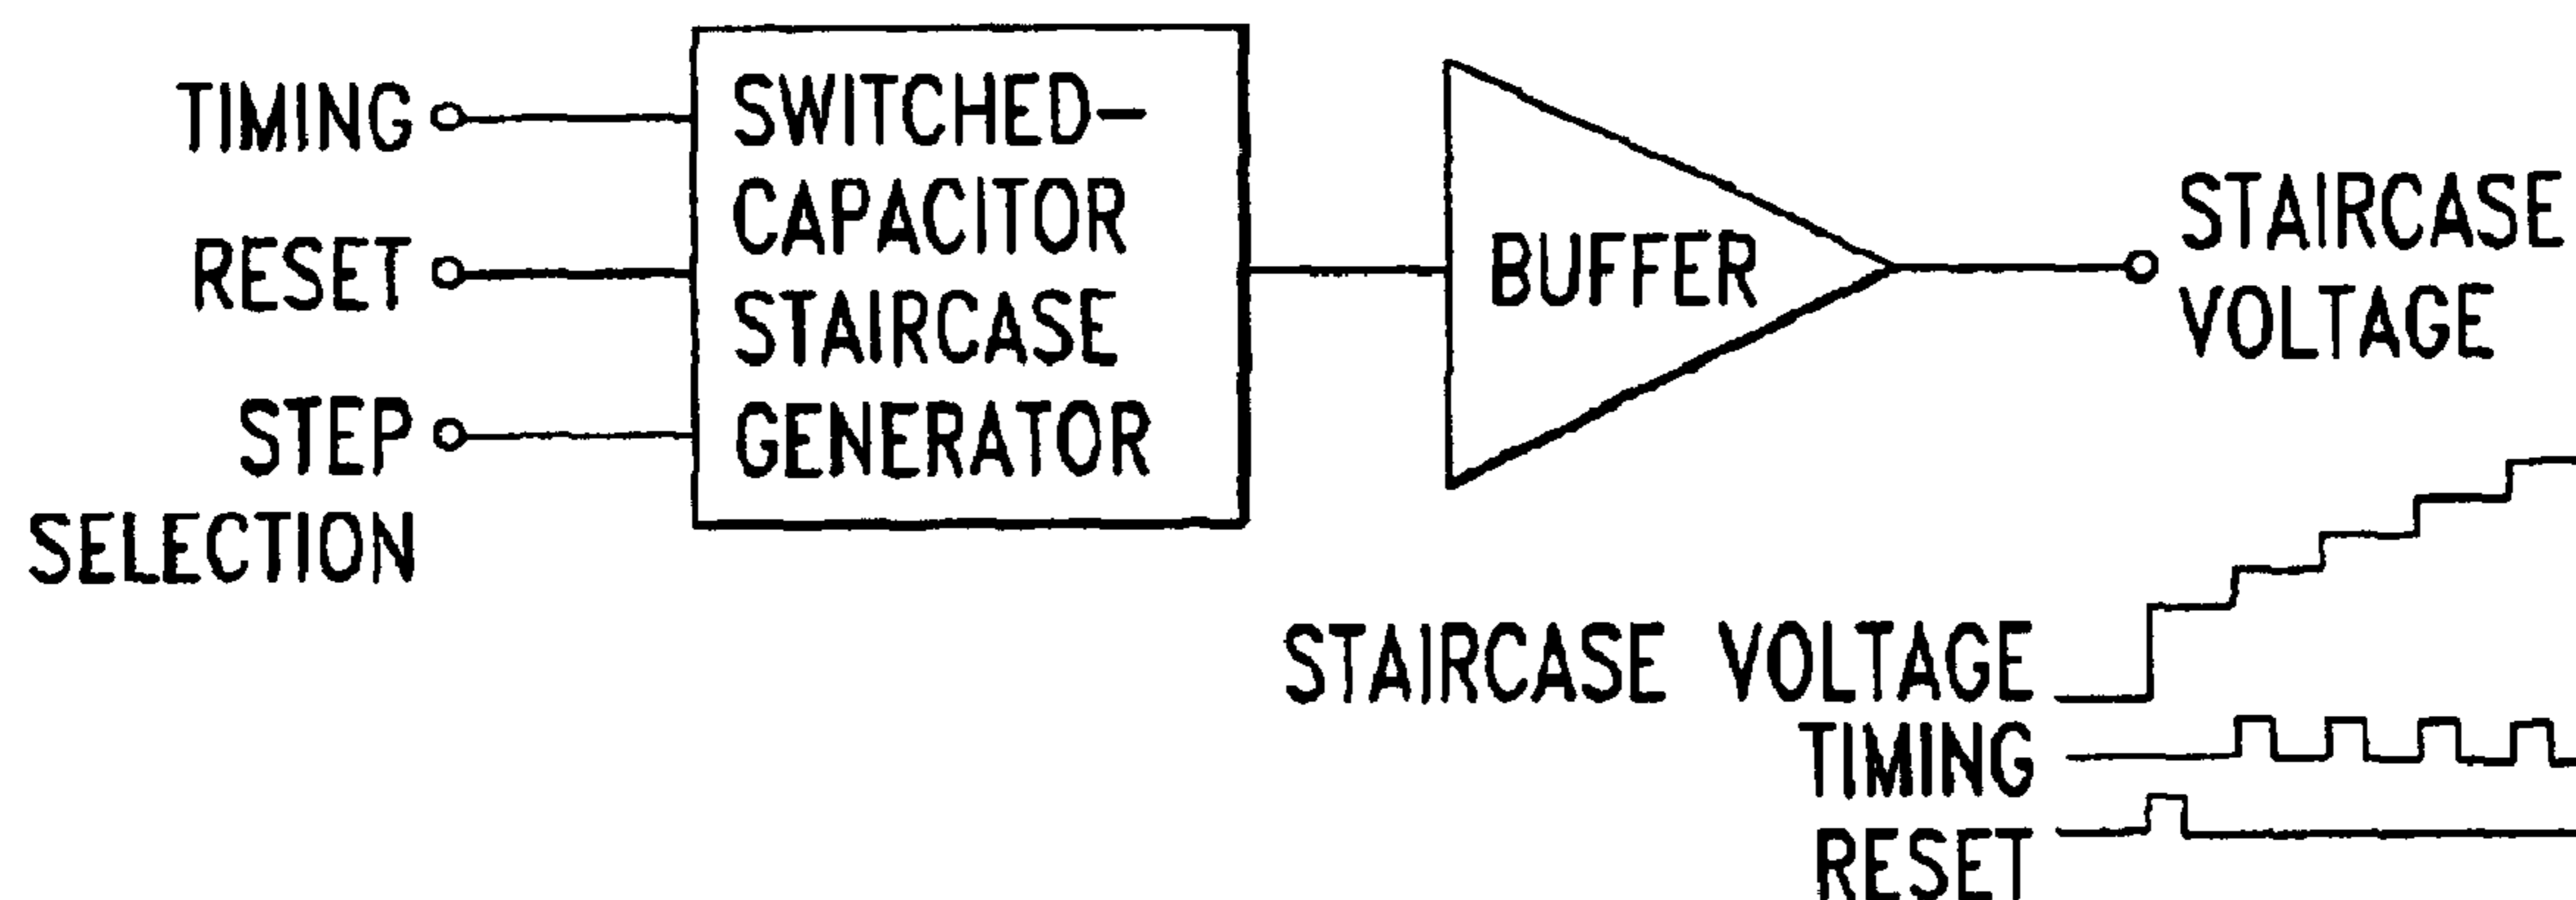 TIMING
RESET
STEP
SELECTION
SWITCHED-
CAPACITOR
STAIRCASE
GENERATOR
BUFFER
STAIRCASE
VOLTAGE
STAIRCASE VOLTAGE
TIMING
RESET